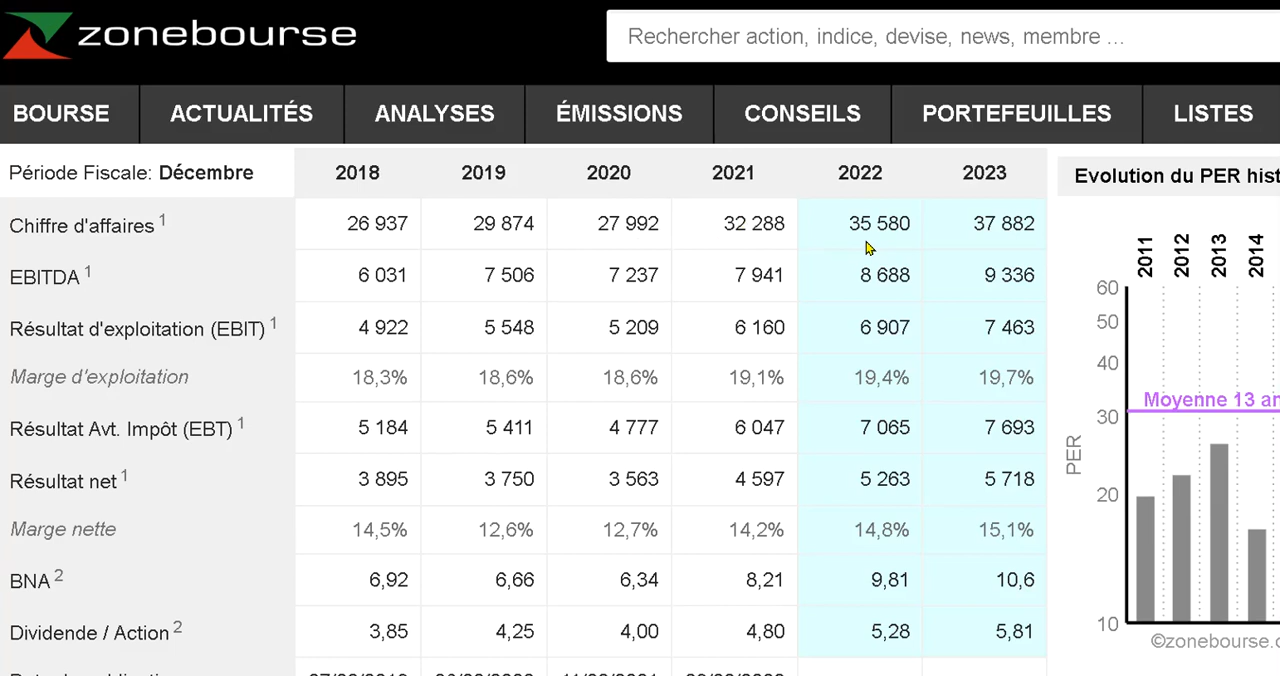 zonebourse
Rechercher action, indice, devise, news, membre ...
BOURSE ACTUALITÉS ANALYSES ÉMISSIONS CONSEILS PORTEFEUILLES LISTES
Période Fiscale: Décembre 2018 2019 2020 2021 2022 2023
Chiffre d'affaires 1 26 937 29 874 27 992 32 288 35 580 37 882
EBITDA 1 6 031 7 506 7 237 7 941 8 688 9 336
Résultat d'exploitation (EBIT) 1 4 922 5 548 5 209 6 160 6 907 7 463
Marge d'exploitation 18,3% 18,6% 18,6% 19,1% 19,4% 19,7%
Résultat Avt. Impôt (EBT) 1 5 184 5 411 4 777 6 047 7 065 7 693
Résultat net 1 3 895 3 750 3 563 4 597 5 263 5 718
Marge nette 14,5% 12,6% 12,7% 14,2% 14,8% 15,1%
BNA 2 6,92 6,66 6,34 8,21 9,81 10,6
Dividende / Action 2 3,85 4,25 4,00 4,80 5,28 5,81
Evolution du PER hist
2011 2012 2013 2014
60
50
40
Moyenne 13 an
30
PER
20
10
©zonebourse.c